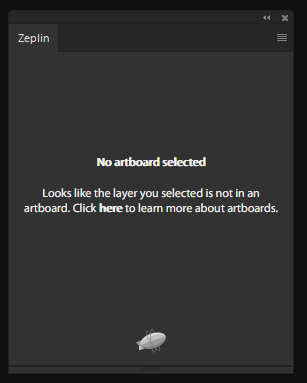 Zeplin
No artboard selected
Looks like the layer you selected is not in an
artboard. Click here to learn more about artboards.